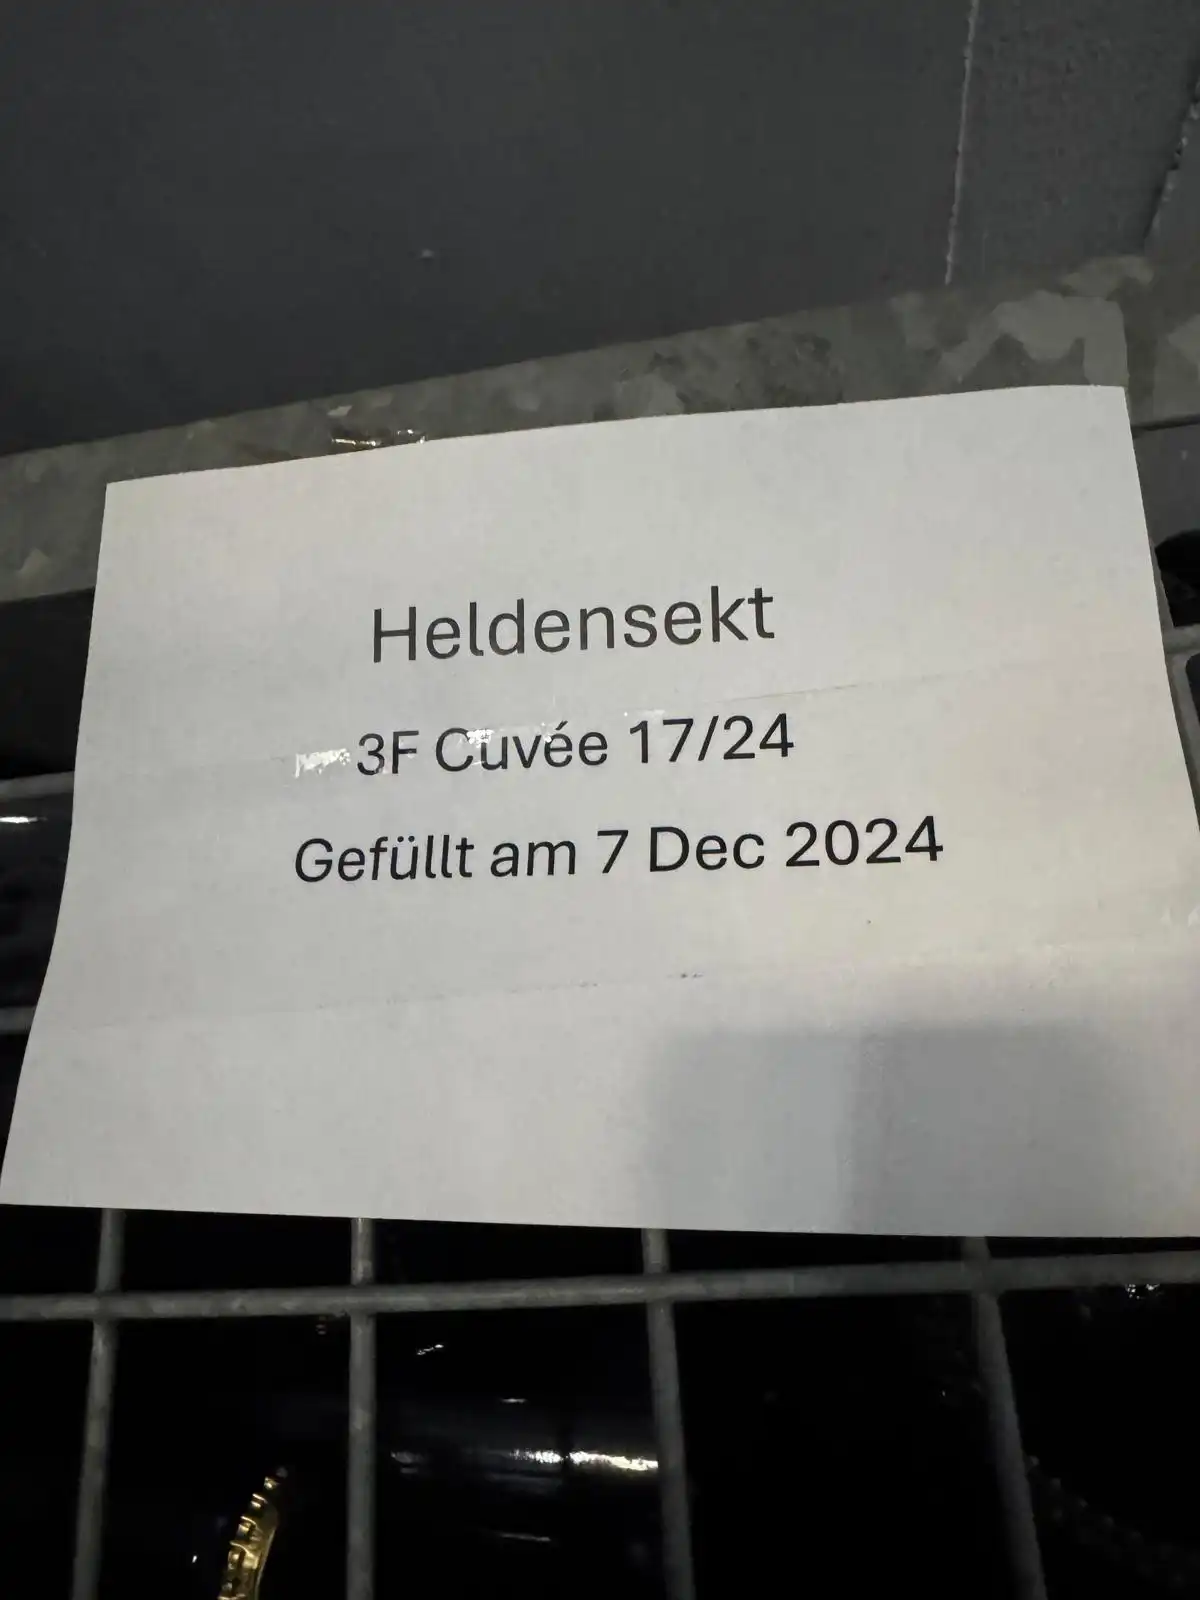 Heldensekt
3F Cuvée 17/24
Gefüllt am 7 Dec 2024